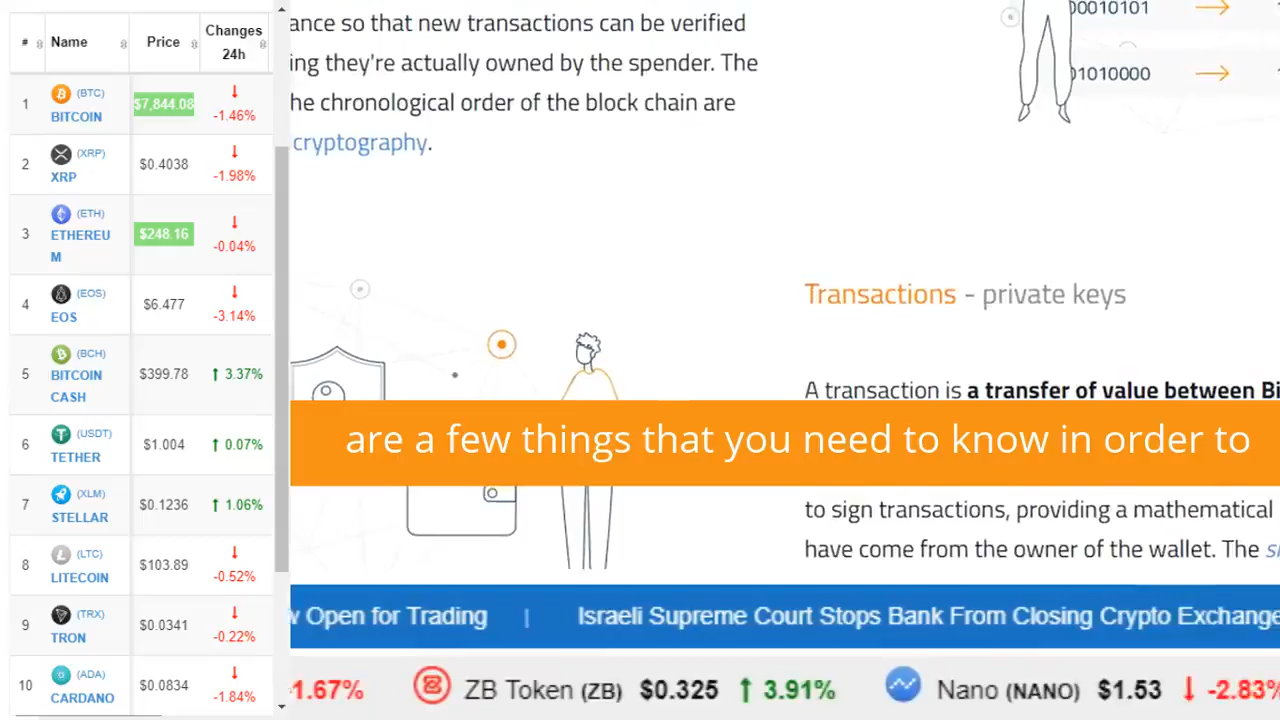 # Name Price Changes 24h
1 (BTC) BITCOIN $7,844.08 ↓ -1.46%
2 (XRP) XRP $0.4038 ↓ -1.98%
3 (ETH) ETHEREU M $248.16 ↓ -0.04%
4 (EOS) EOS $6.477 ↓ -3.14%
5 (BCH) BITCOIN CASH $399.78 ↑ 3.37%
6 (USDT) TETHER $1.004 ↑ 0.07%
7 (XLM) STELLAR $0.1236 ↑ 1.06%
8 (LTC) LITECOIN $103.89 ↓ -0.52%
9 (TRX) TRON $0.0341 ↓ -0.22%
10 (ADA) CARDANO $0.0834 ↓ -1.84%
ance so that new transactions can be verified
ing they're actually owned by the spender. The
he chronological order of the block chain are
cryptography.
00010101 →
01010000 →
Transactions - private keys
A transaction is a transfer of value between Bi
are a few things that you need to know in order to
to sign transactions, providing a mathematical
have come from the owner of the wallet. The
w Open for Trading | Israeli Supreme Court Stops Bank From Closing Crypto Exchange
-1.67% ZB Token (ZB) $0.325 ↑ 3.91% Nano (NANO) $1.53 ↓ -2.83%